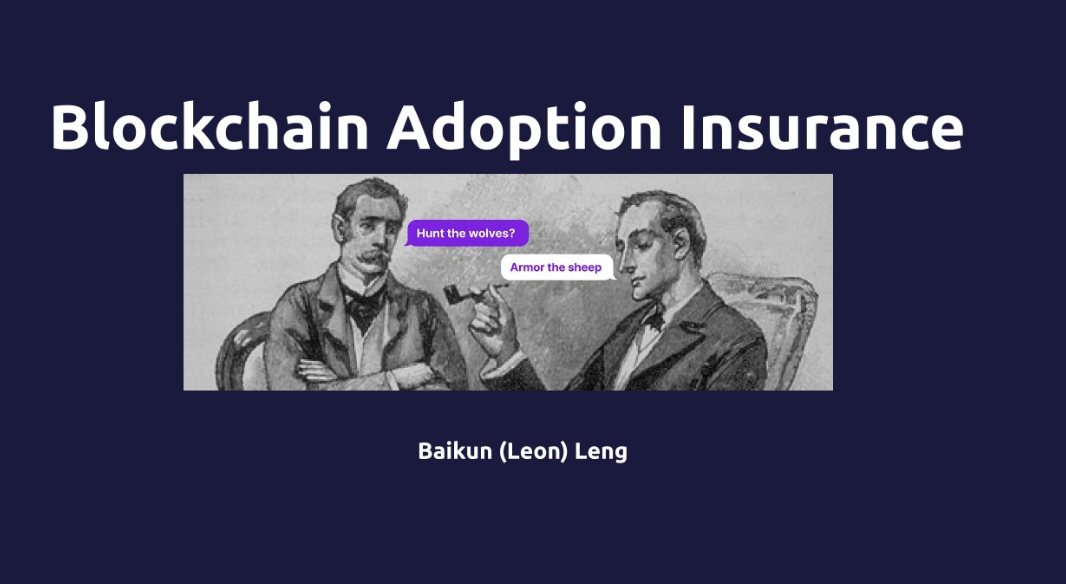 Blockchain Adoption Insurance
Hunt the wolves?
Armor the sheep
Baikun (Leon) Leng